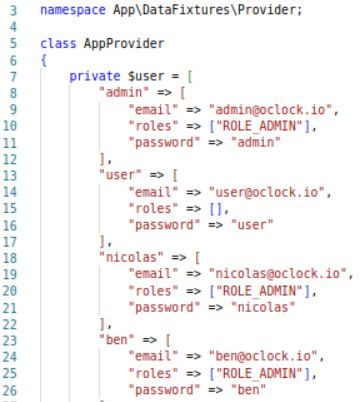 3 namespace App\DataFixtures\Provider;
4
5 class AppProvider
6 {
7 private $user = [
8 "admin" => [
9 "email" => "admin@oclock.io",
10 "roles" => ["ROLE_ADMIN"],
11 "password" => "admin"
12 ],
13 "user" => [
14 "email" => "user@oclock.io",
15 "roles" => [],
16 "password" => "user"
17 ],
18 "nicolas" => [
19 "email" => "nicolas@oclock.io",
20 "roles" => ["ROLE_ADMIN"],
21 "password" => "nicolas"
22 ],
23 "ben" => [
24 "email" => "ben@oclock.io",
25 "roles" => ["ROLE_ADMIN"],
26 "password" => "ben"